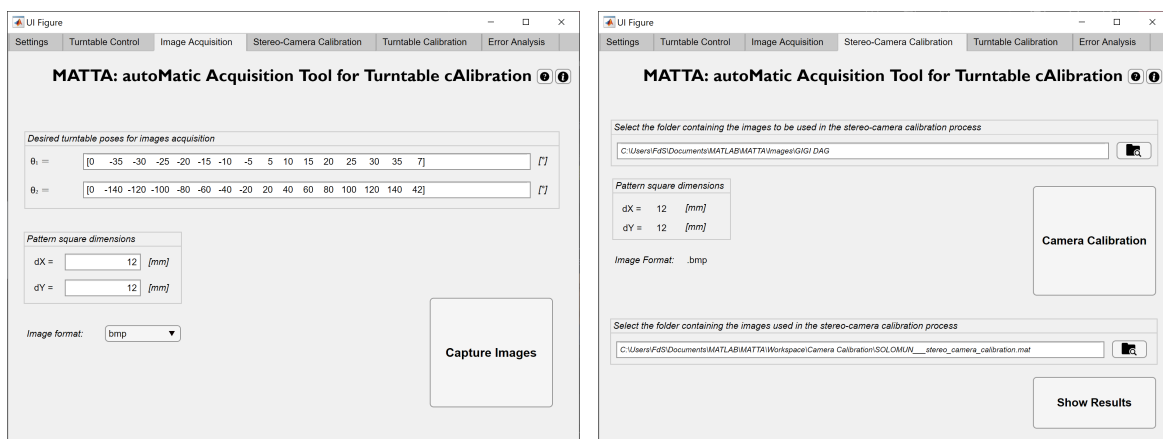 UI Figure
Settings Turntable Control Image Acquisition Stereo-Camera Calibration Turntable Calibration Error Analysis
MATTA: autoMatic Acquisition Tool for Turntable cAlibration
Desired turntable poses for images acquisition
θ₁ = [0 -35 -30 -25 -20 -15 -10 -5 5 10 15 20 25 30 35 7] [°]
θ₂ = [0 -140 -120 -100 -80 -60 -40 -20 20 40 60 80 100 120 140 42] [°]
Pattern square dimensions
dX = 12 [mm]
dY = 12 [mm]
Image format: bmp
Capture Images
UI Figure
Settings Turntable Control Image Acquisition Stereo-Camera Calibration Turntable Calibration Error Analysis
MATTA: autoMatic Acquisition Tool for Turntable cAlibration
Select the folder containing the images to be used in the stereo-camera calibration process
C:\Users\FdS\Documents\MATLAB\MATTA\Images\GIGI DAG
Pattern square dimensions
dX = 12 [mm]
dY = 12 [mm]
Image Format: .bmp
Camera Calibration
Select the folder containing the images used in the stereo-camera calibration process
C:\Users\FdS\Documents\MATLAB\MATTA\Workspace\Camera Calibration\SOLOMUN___stereo_camera_calibration.mat
Show Results